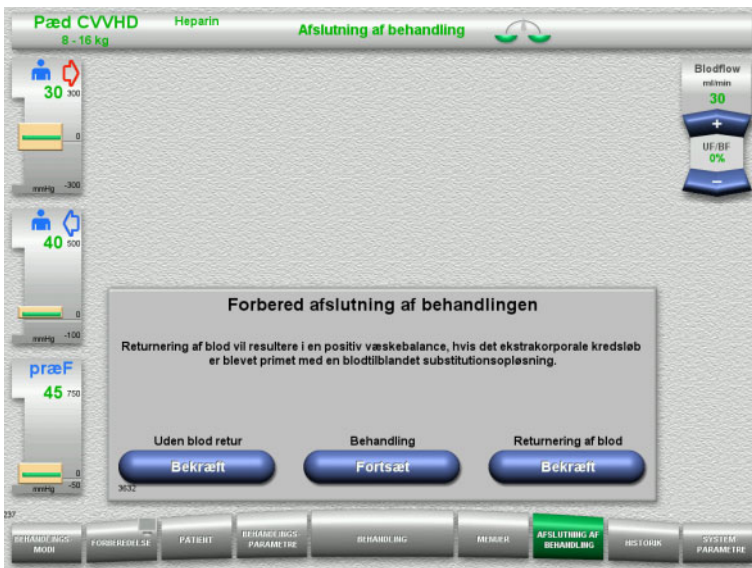 Pæd CVVHD
8 - 16 kg
Heparin
Afslutning af behandling
30
300
0
mmHg
-300
Blodflow
ml/min
30
+
UF/BF
0%
−
40
500
0
mmHg
-100
præF
45
750
0
mmHg
-50
Forbered afslutning af behandlingen
Returnering af blod vil resultere i en positiv væskebalance, hvis det ekstrakorporale kredsløb
er blevet primet med en blodtilblandet substitutionsopløsning.
Uden blod retur
Bekræft
Behandling
Fortsæt
Returnering af blod
Bekræft
3632
237
BEHANDLINGS-
MODI
FORBEREDELSE
PATIENT
BEHANDLINGS-
PARAMETRE
BEHANDLING
MENUER
AFSLUTNING AF
BEHANDLING
HISTORIK
SYSTEM
PARAMETRE